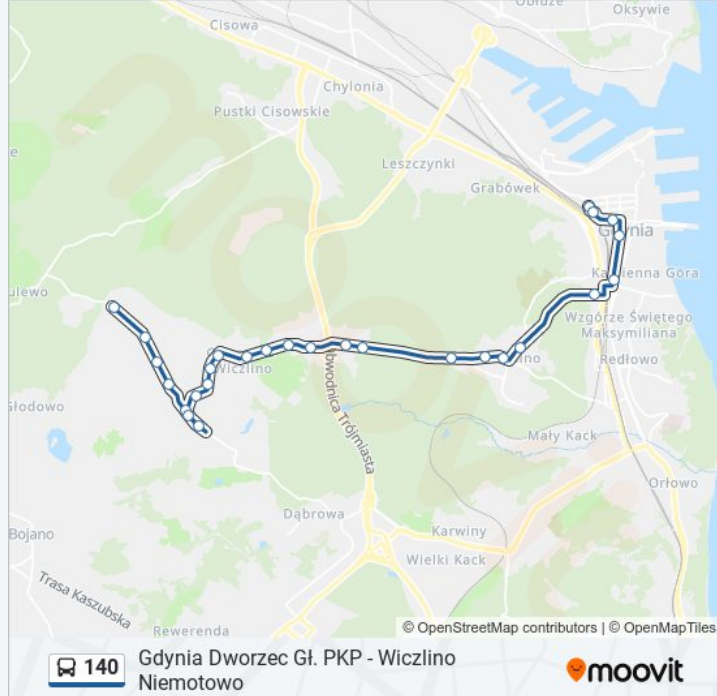 Obłuże
Oksywie
Cisowa
Chylonia
Pustki Cisowskie
Leszczynki
Grabówek
Gdynia
Kamienna Góra
Wzgórze Świętego
Maksymiliana
Redłowo
Wiczlino
Obwodnica Trójmiasta
Mały Kack
Orłowo
Dąbrowa
Karwiny
Wielki Kack
Bojano
Trasa Kaszubska
Rewerenda
© OpenStreetMap contributors | © OpenMapTiles
140
Gdynia Dworzec Gł. PKP - Wiczlino
Niemotowo
moovit